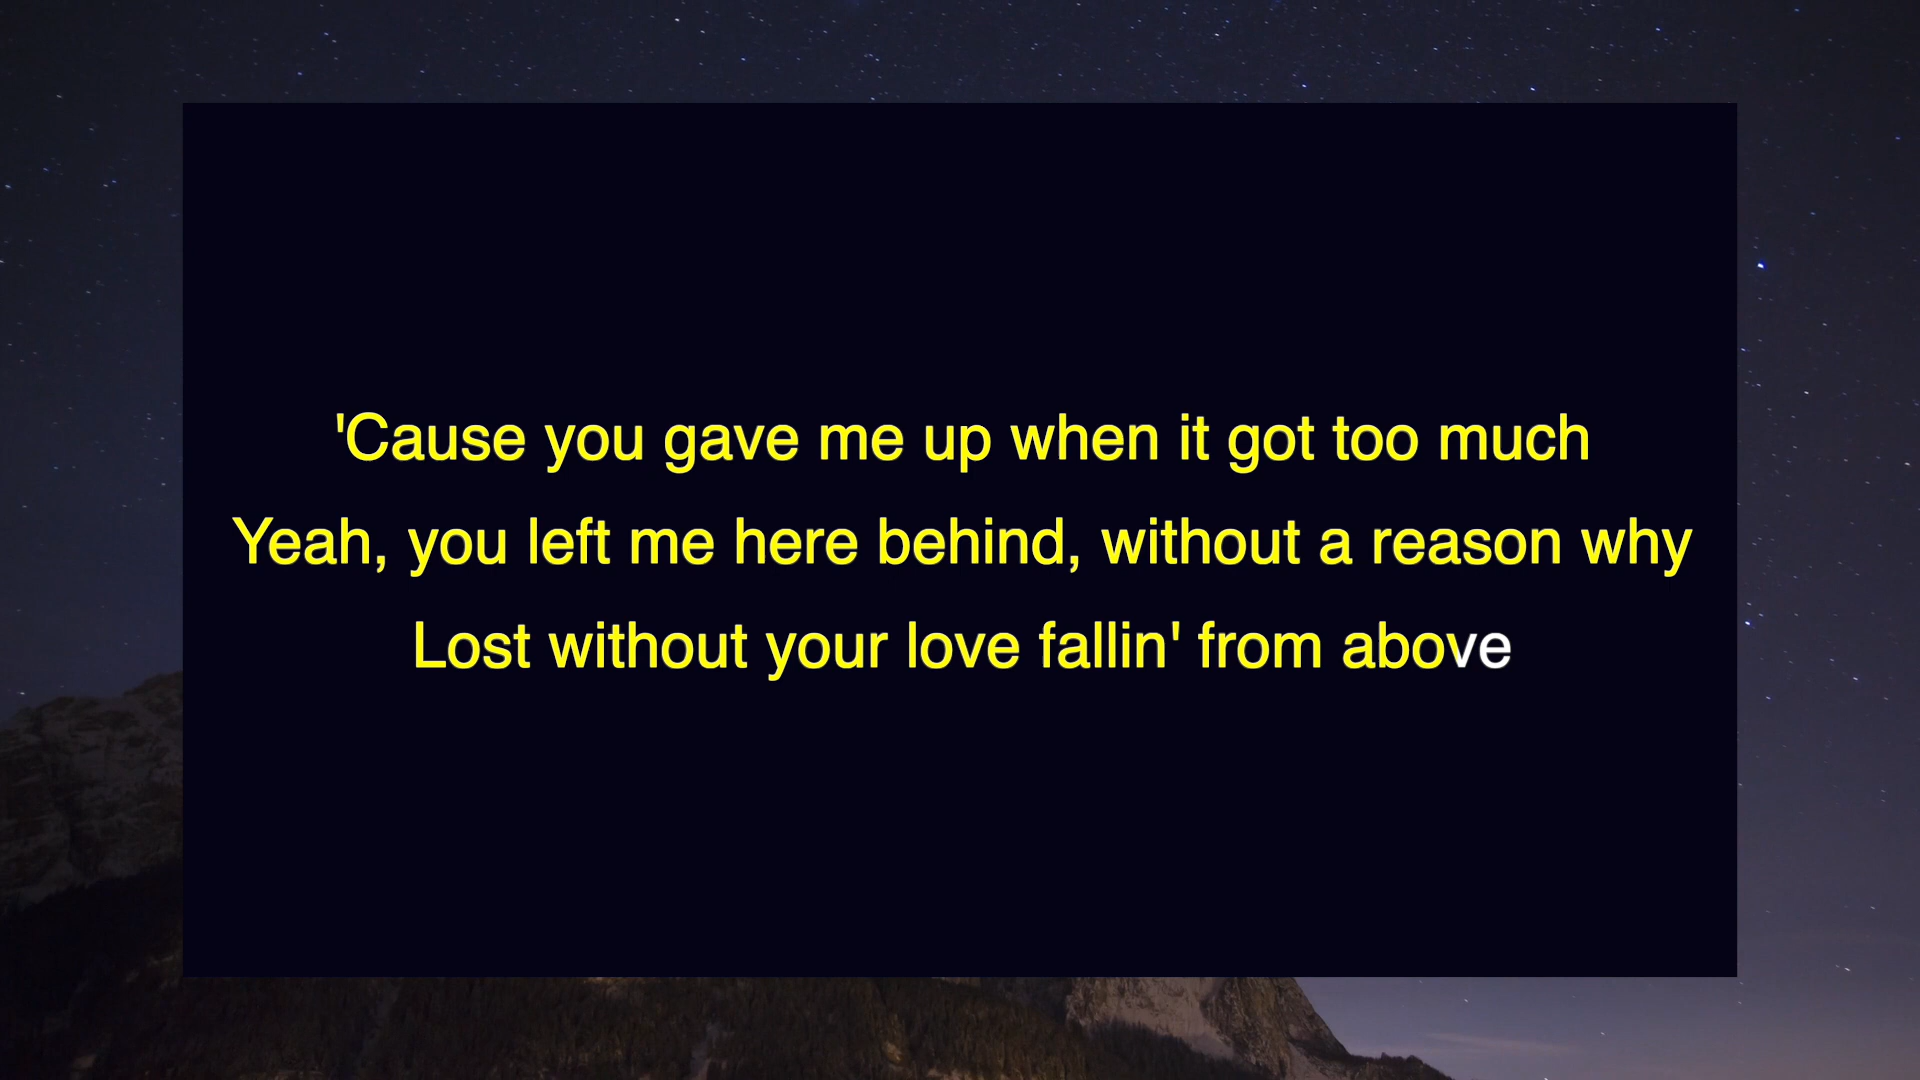 'Cause you gave me up when it got too much
Yeah, you left me here behind, without a reason why
Lost without your love fallin' from above